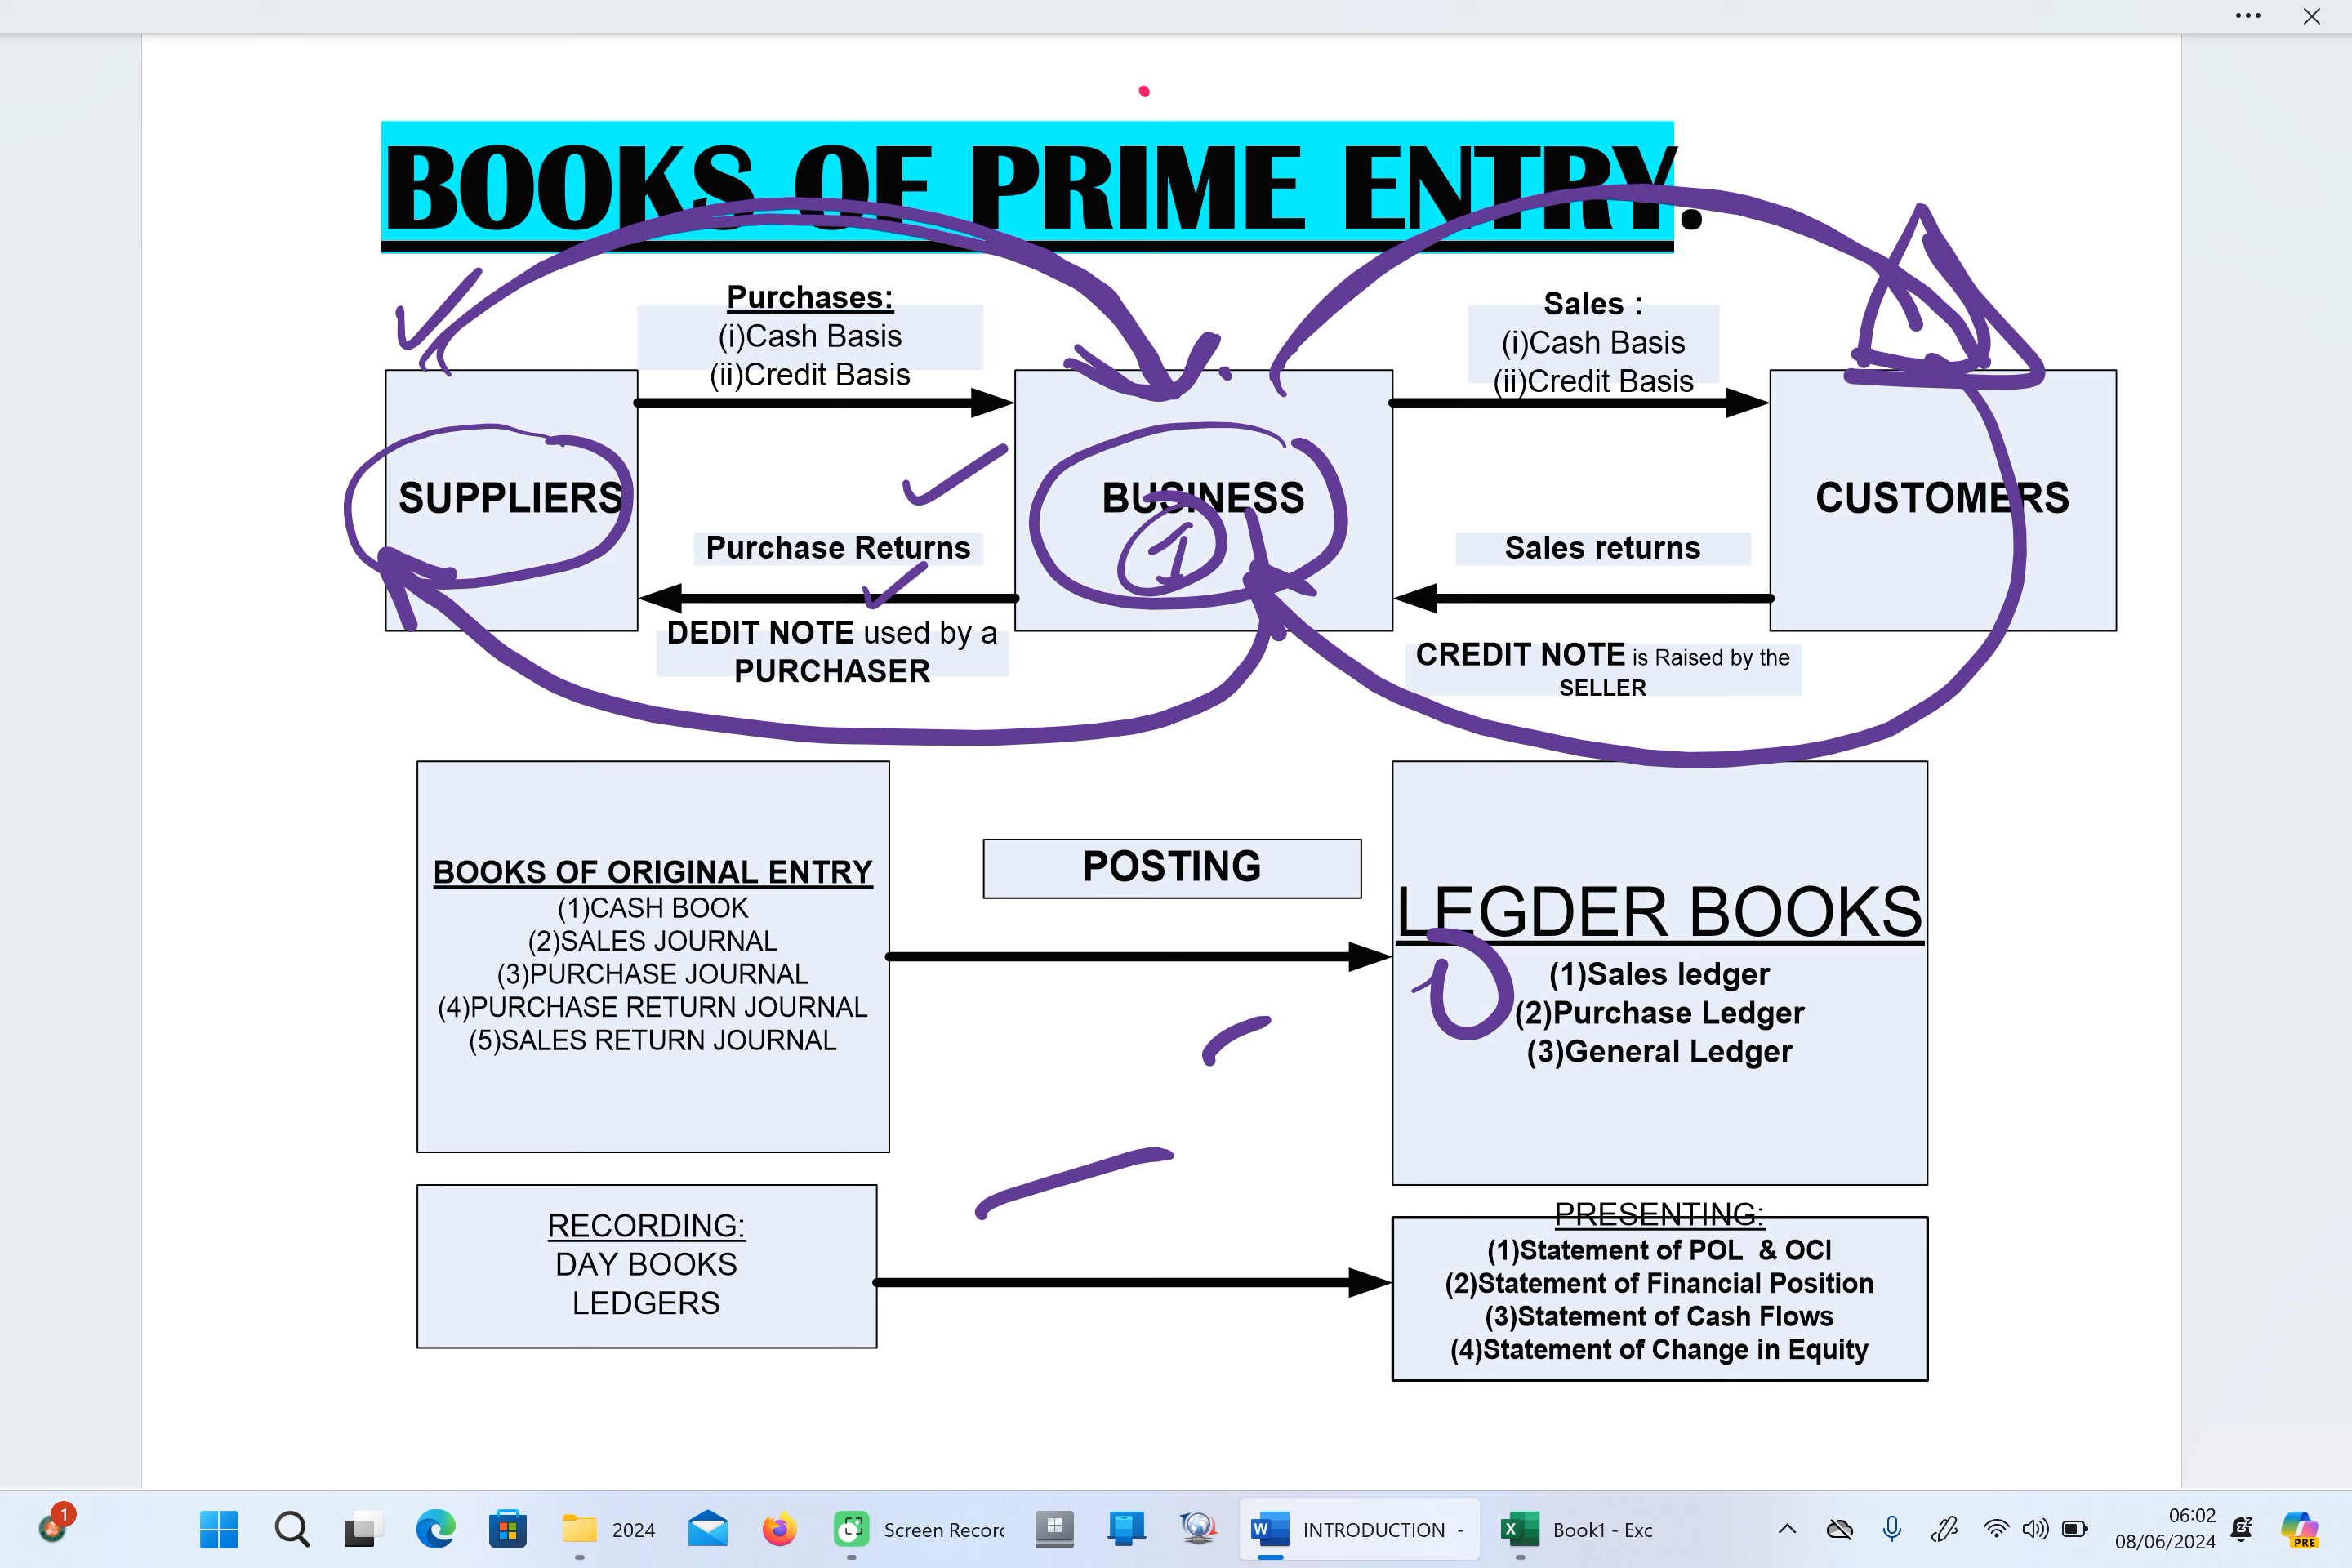 BOOKS OF PRIME ENTRY.
Purchases:
(i)Cash Basis
(ii)Credit Basis
Sales :
(i)Cash Basis
(ii)Credit Basis
SUPPLIERS
BUSINESS
CUSTOMERS
1
Purchase Returns
Sales returns
DEDIT NOTE used by a
PURCHASER
CREDIT NOTE is Raised by the
SELLER
BOOKS OF ORIGINAL ENTRY
(1)CASH BOOK
(2)SALES JOURNAL
(3)PURCHASE JOURNAL
(4)PURCHASE RETURN JOURNAL
(5)SALES RETURN JOURNAL
POSTING
LEGDER BOOKS
(1)Sales ledger
(2)Purchase Ledger
(3)General Ledger
RECORDING:
DAY BOOKS
LEDGERS
PRESENTING:
(1)Statement of POL & OCI
(2)Statement of Financial Position
(3)Statement of Cash Flows
(4)Statement of Change in Equity
1
2024
Screen Recor
INTRODUCTION -
Book1 - Exc
06:02
08/06/2024
PRE